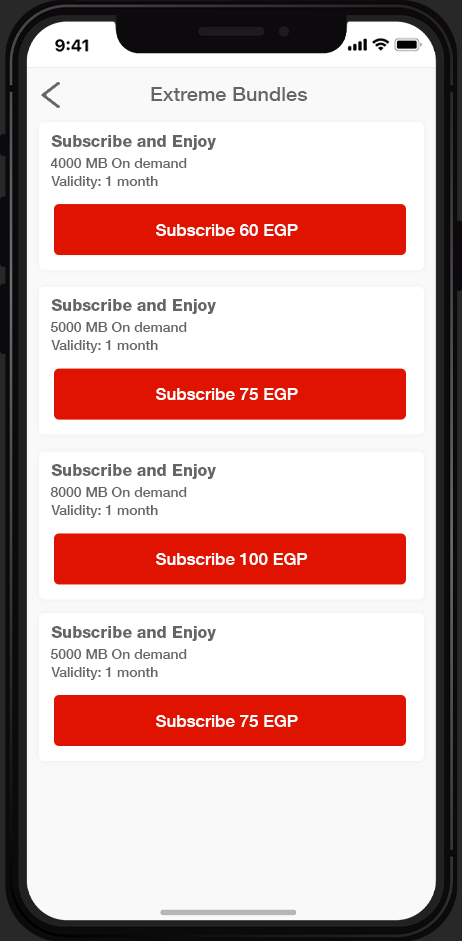 9:41
Extreme Bundles
Subscribe and Enjoy
4000 MB On demand
Validity: 1 month
Subscribe 60 EGP
Subscribe and Enjoy
5000 MB On demand
Validity: 1 month
Subscribe 75 EGP
Subscribe and Enjoy
8000 MB On demand
Validity: 1 month
Subscribe 100 EGP
Subscribe and Enjoy
5000 MB On demand
Validity: 1 month
Subscribe 75 EGP